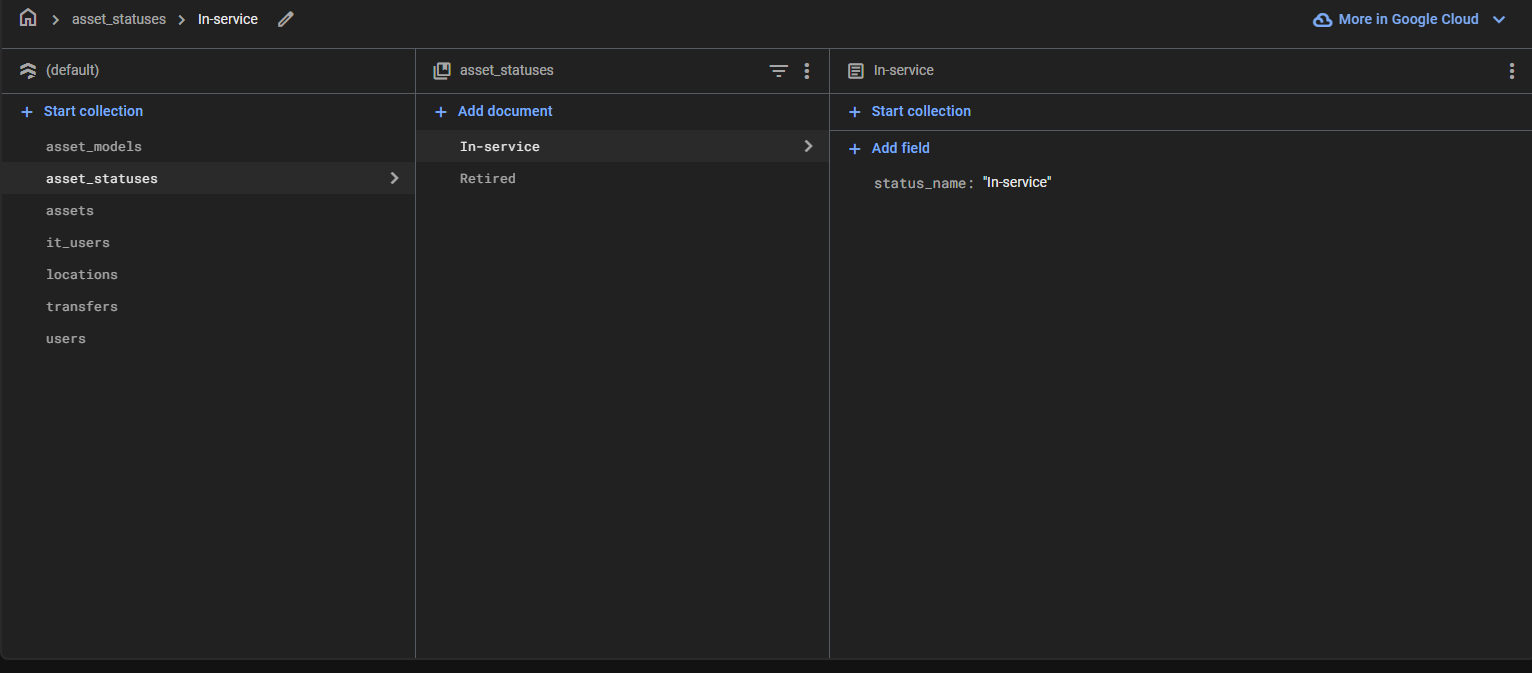 asset_statuses > In-service
More in Google Cloud
(default)
asset_statuses
In-service
+ Start collection
+ Add document
+ Start collection
asset_models
In-service
+ Add field
asset_statuses
Retired
status_name: "In-service"
assets
it_users
locations
transfers
users